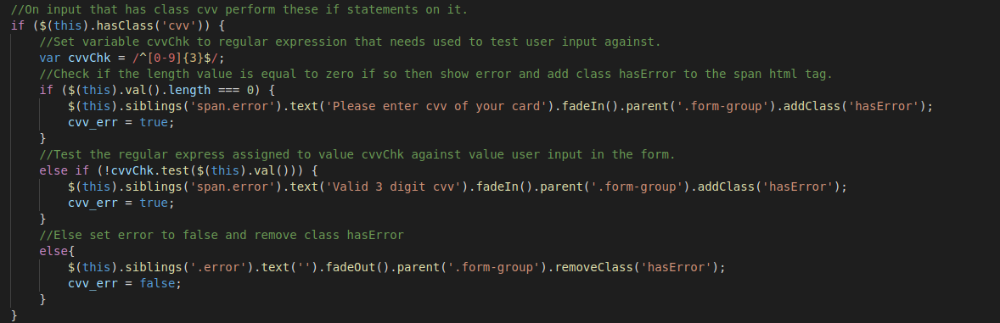 //On input that has class cvv perform these if statements on it.
if ($(this).hasClass('cvv')) {
//Set variable cvvChk to regular expression that needs used to test user input against.
var cvvChk = /^[0-9]{3}$/;
//Check if the length value is equal to zero if so then show error and add class hasError to the span html tag.
if ($(this).val().length === 0) {
$(this).siblings('span.error').text('Please enter cvv of your card').fadeIn().parent('.form-group').addClass('hasError');
cvv_err = true;
}
//Test the regular express assigned to value cvvChk against value user input in the form.
else if (!cvvChk.test($(this).val())) {
$(this).siblings('span.error').text('Valid 3 digit cvv').fadeIn().parent('.form-group').addClass('hasError');
cvv_err = true;
}
//Else set error to false and remove class hasError
else{
$(this).siblings('.error').text('').fadeOut().parent('.form-group').removeClass('hasError');
cvv_err = false;
}
}